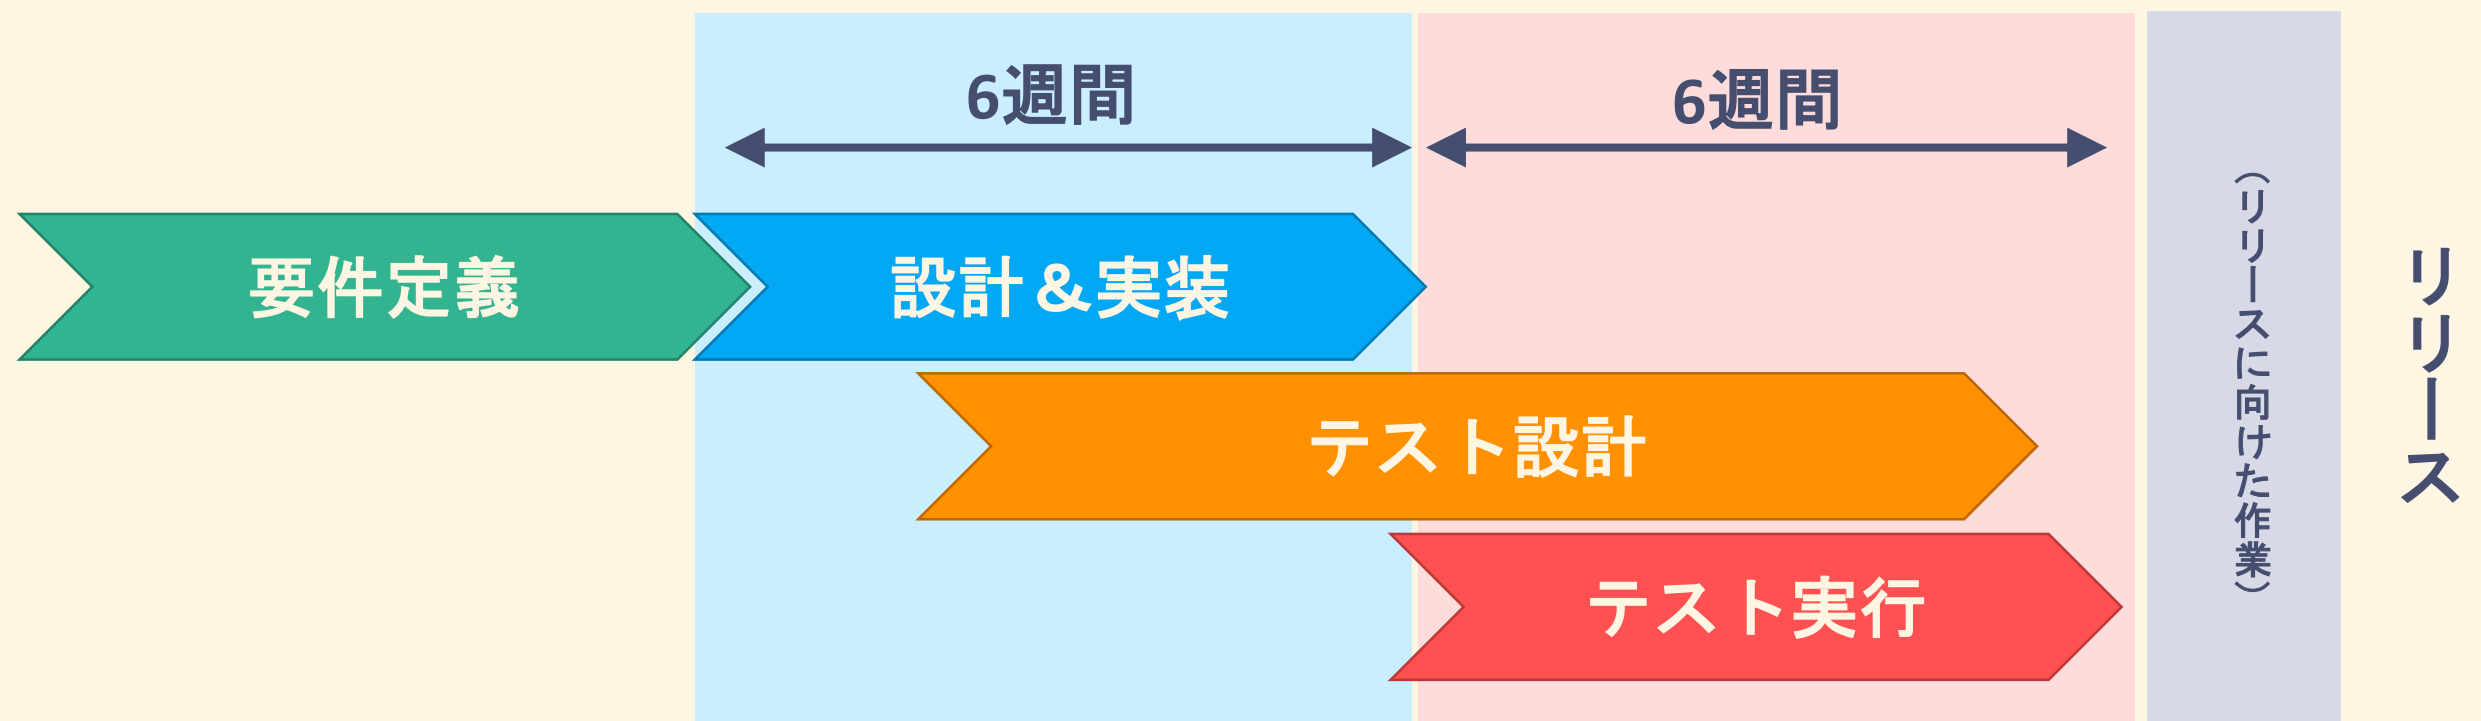 6週間
6週間
要件定義
設計＆実装
テスト設計
テスト実行
（リリースに向けた作業）
リリース